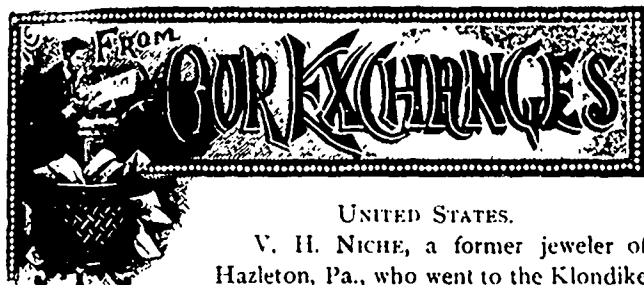 FROM
OUR EXCHANGES
UNITED STATES.
V. H. NICHE, a former jeweler of
Hazleton, Pa., who went to the Klondike